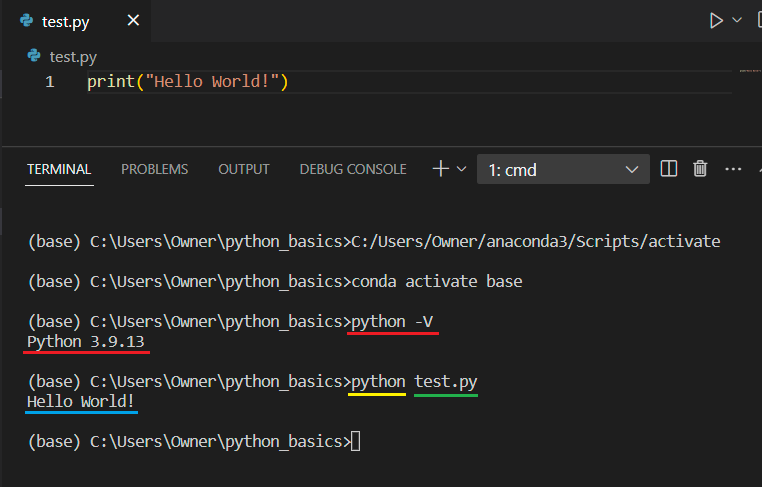 test.py
test.py
1 print("Hello World!")
TERMINAL PROBLEMS OUTPUT DEBUG CONSOLE 1: cmd
(base) C:\Users\Owner\python_basics>C:/Users/Owner/anaconda3/Scripts/activate
(base) C:\Users\Owner\python_basics>conda activate base
(base) C:\Users\Owner\python_basics>python -V
Python 3.9.13
(base) C:\Users\Owner\python_basics>python test.py
Hello World!
(base) C:\Users\Owner\python_basics>